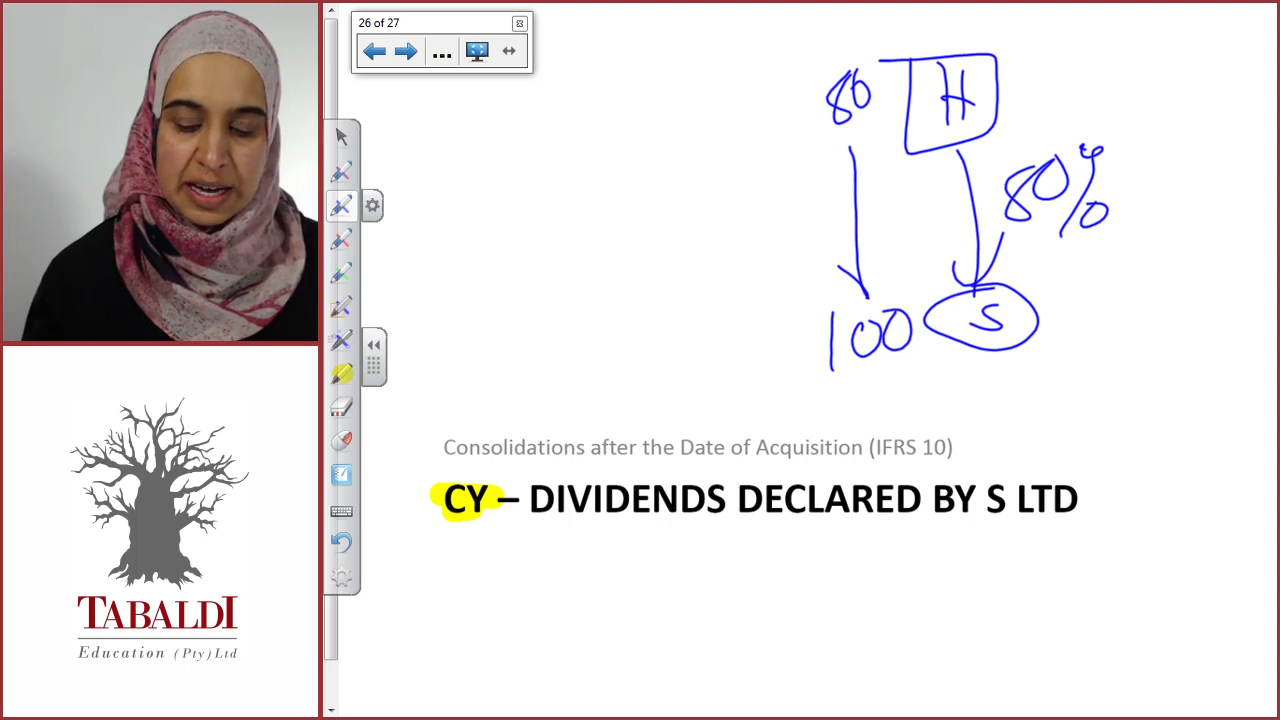 26 of 27
80
H
80%
100
S
Consolidations after the Date of Acquisition (IFRS 10)
CY – DIVIDENDS DECLARED BY S LTD
TABALDI
Education (Pty) Ltd